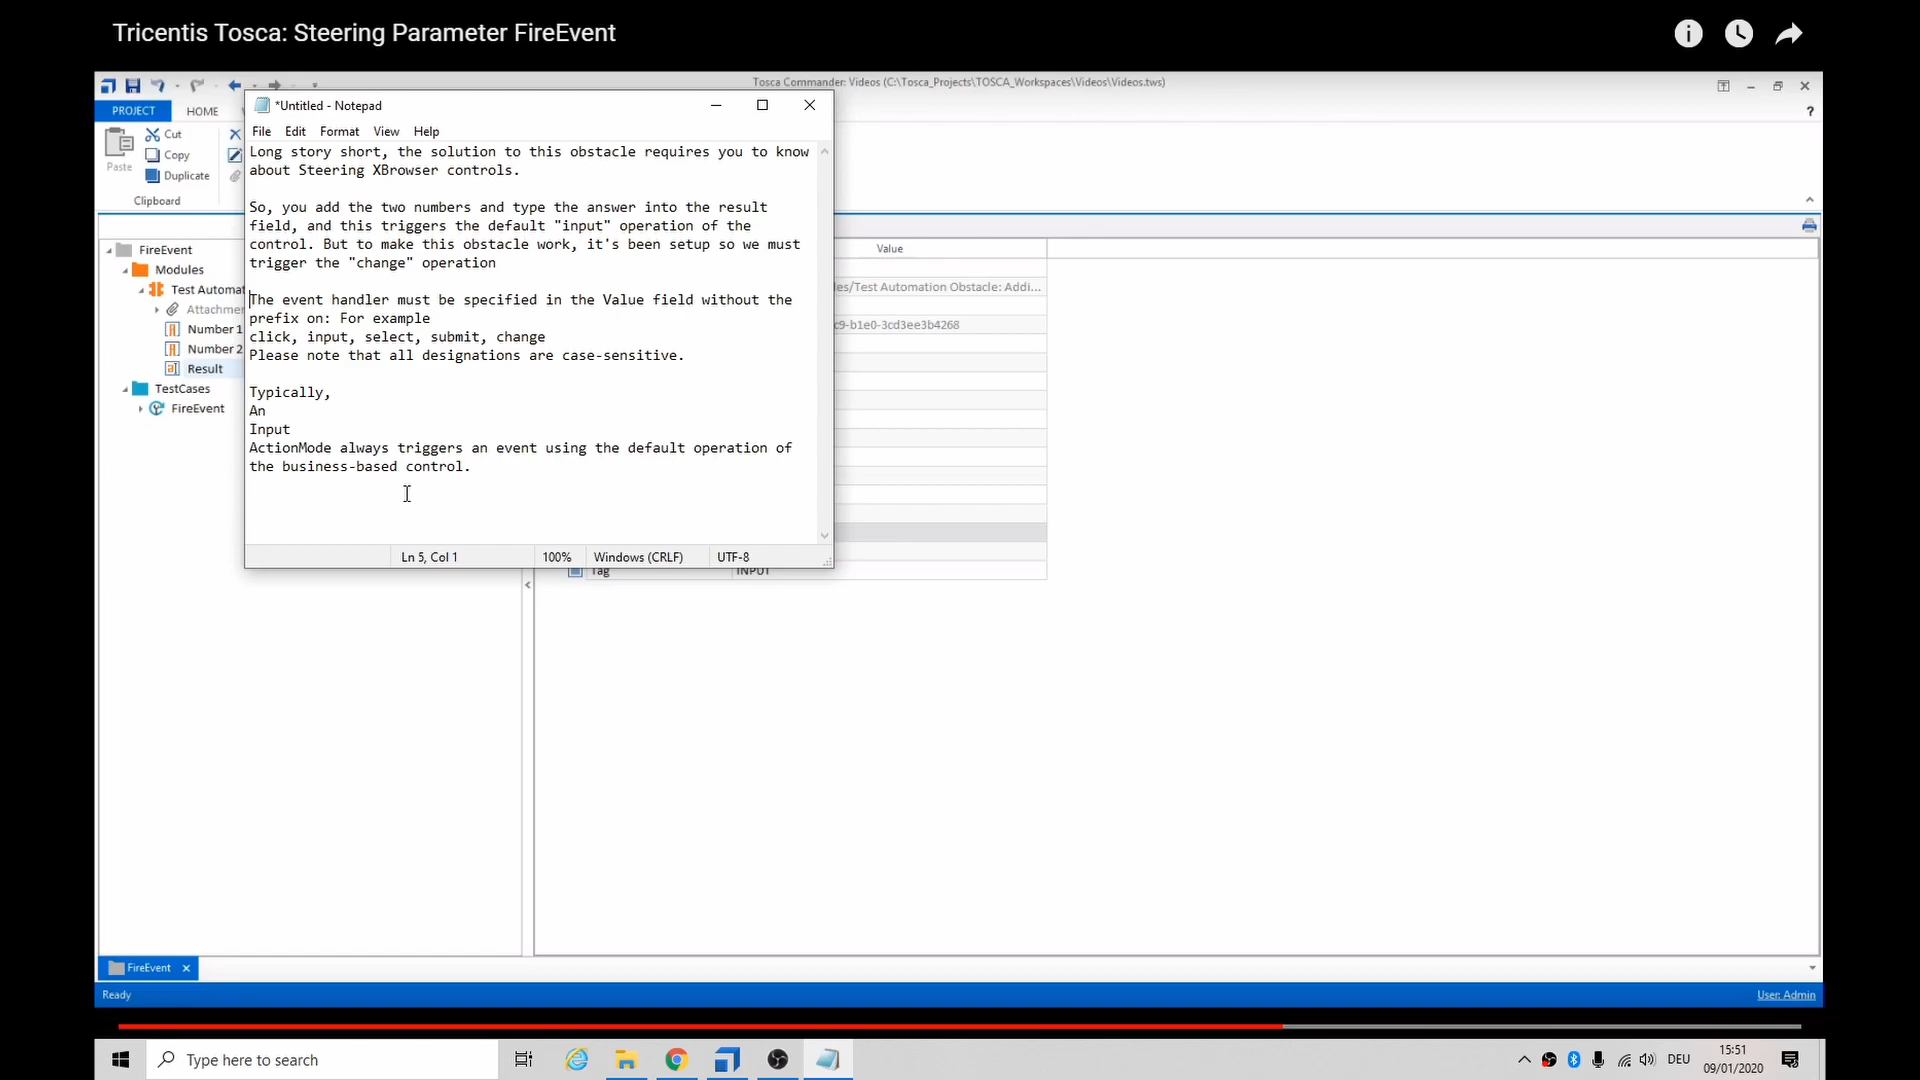 Tricentis Tosca: Steering Parameter FireEvent
Tosca Commander: Videos (C:\Tosca_Projects\TOSCA_Workspaces\Videos\Videos.tws)
PROJECT
HOME
Paste
Cut
Copy
Duplicate
Clipboard
*Untitled - Notepad
File Edit Format View Help
Long story short, the solution to this obstacle requires you to know
about Steering XBrowser controls.
So, you add the two numbers and type the answer into the result
field, and this triggers the default "input" operation of the
control. But to make this obstacle work, it's been setup so we must
trigger the "change" operation
The event handler must be specified in the Value field without the
prefix on: For example
click, input, select, submit, change
Please note that all designations are case-sensitive.
Typically,
An
Input
ActionMode always triggers an event using the default operation of
the business-based control.
Ln 5, Col 1
100%
Windows (CRLF)
UTF-8
FireEvent
Modules
Test Automat
Attachme
Number 1
Number 2
Result
TestCases
FireEvent
Value
les/Test Automation Obstacle: Addi...
c9-b1e0-3cd3ee3b4268
Tag
INPUT
FireEvent
Ready
User: Admin
Type here to search
DEU
15:51
09/01/2020